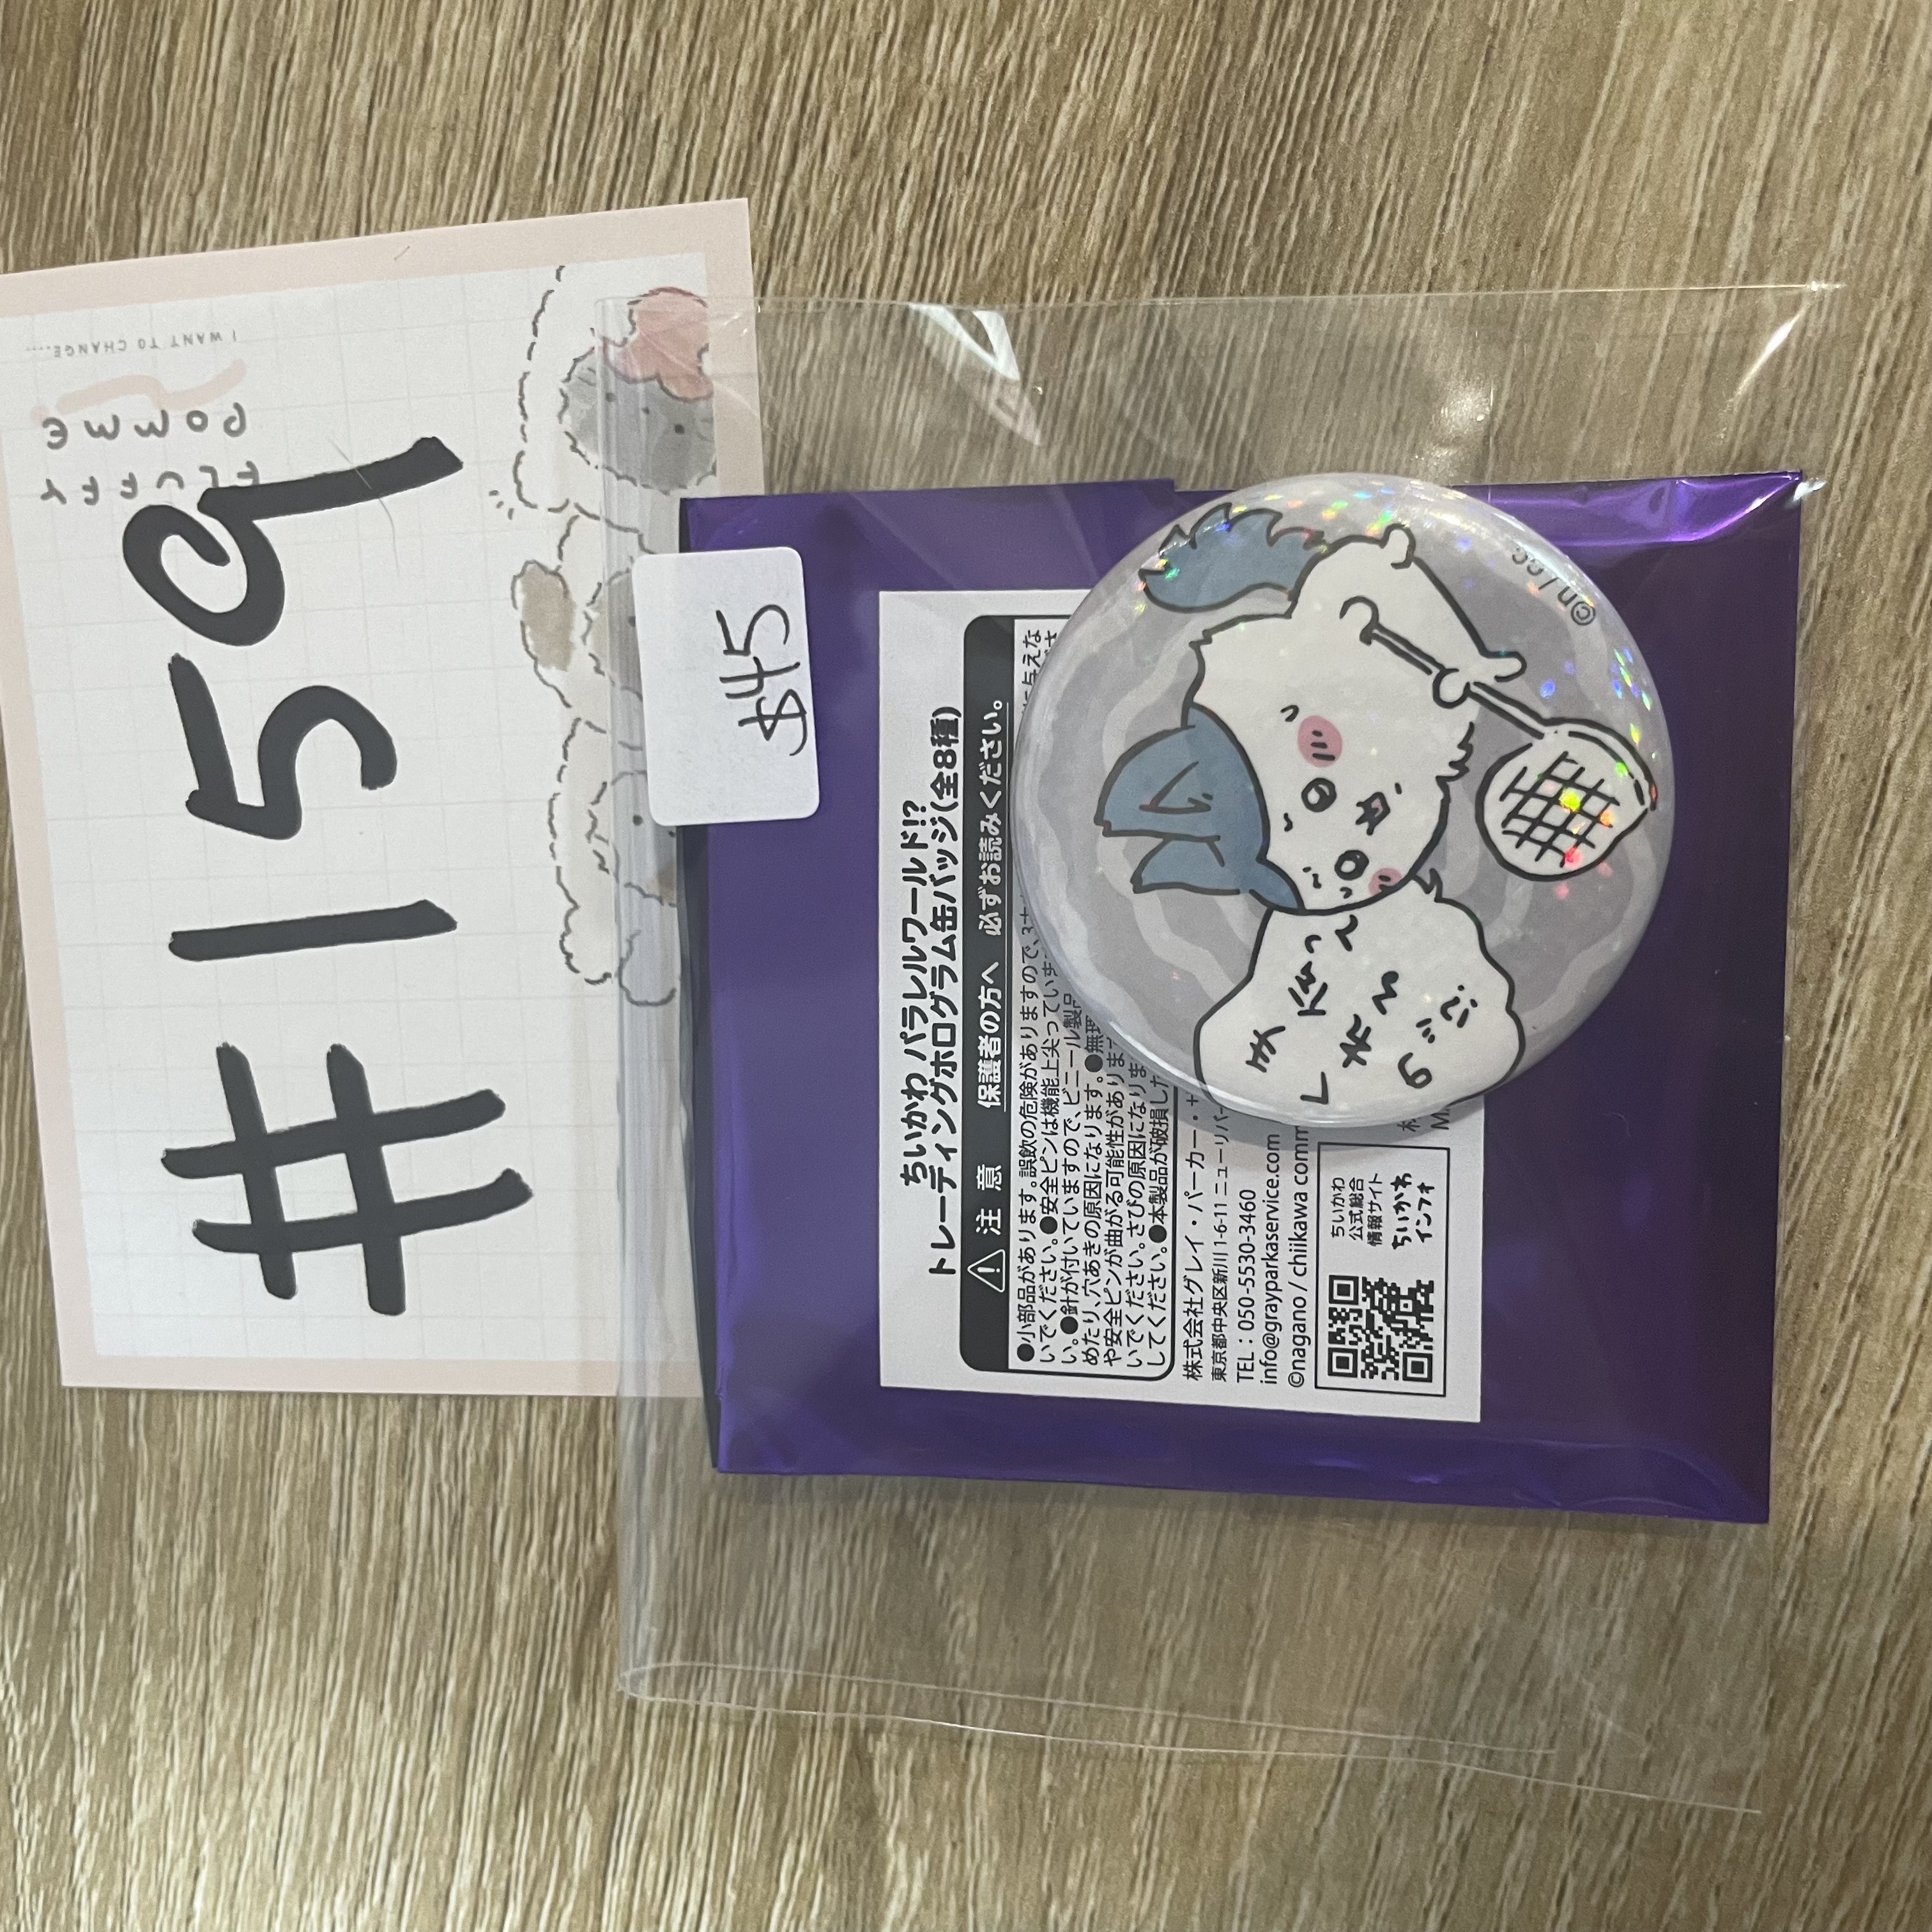 #159
I WANT TO CHANGE....
FLUFFY
POMME
$45
ちいかわ パラレルワールド!?
トレーディングホログラム缶バッジ(全8種)
注 意 保護者の方へ 必ずお読みください。
●小部品があります。誤飲の危険がありますので、3
いでください。●安全ピンは機能上尖ってい
い。●針が付いていますので、ビニール製品
めたり、穴あきの原因になります。●無理
や安全ピンが曲がる可能性がありま
いでください。さびの原因になりま
してください。●本製品が破損した
株式会社グレイ・パーカー・
東京都中央区新川 1-6-11 ニューリバー
TEL：050-5530-3460
info@grayparkaservice.com
©nagano / chiikawa comm
ちいかわ
公式総合
情報サイト
ちいかわ
インフォ
©n/cc